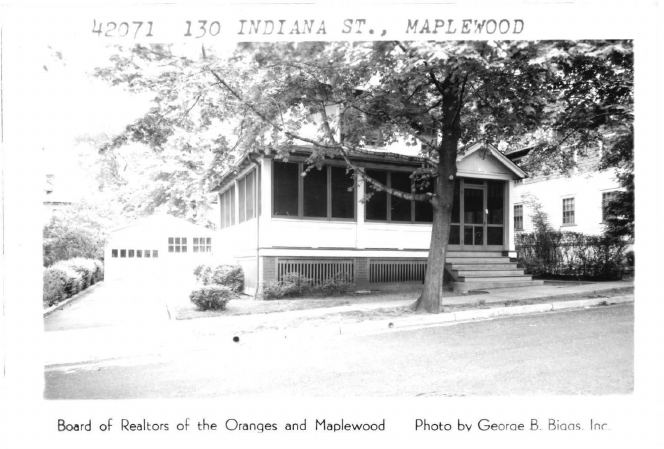 42071 130 INDIANA ST., MAPLEWOOD
Board of Realtors of the Oranges and Maplewood Photo by George B. Biggs, Inc.